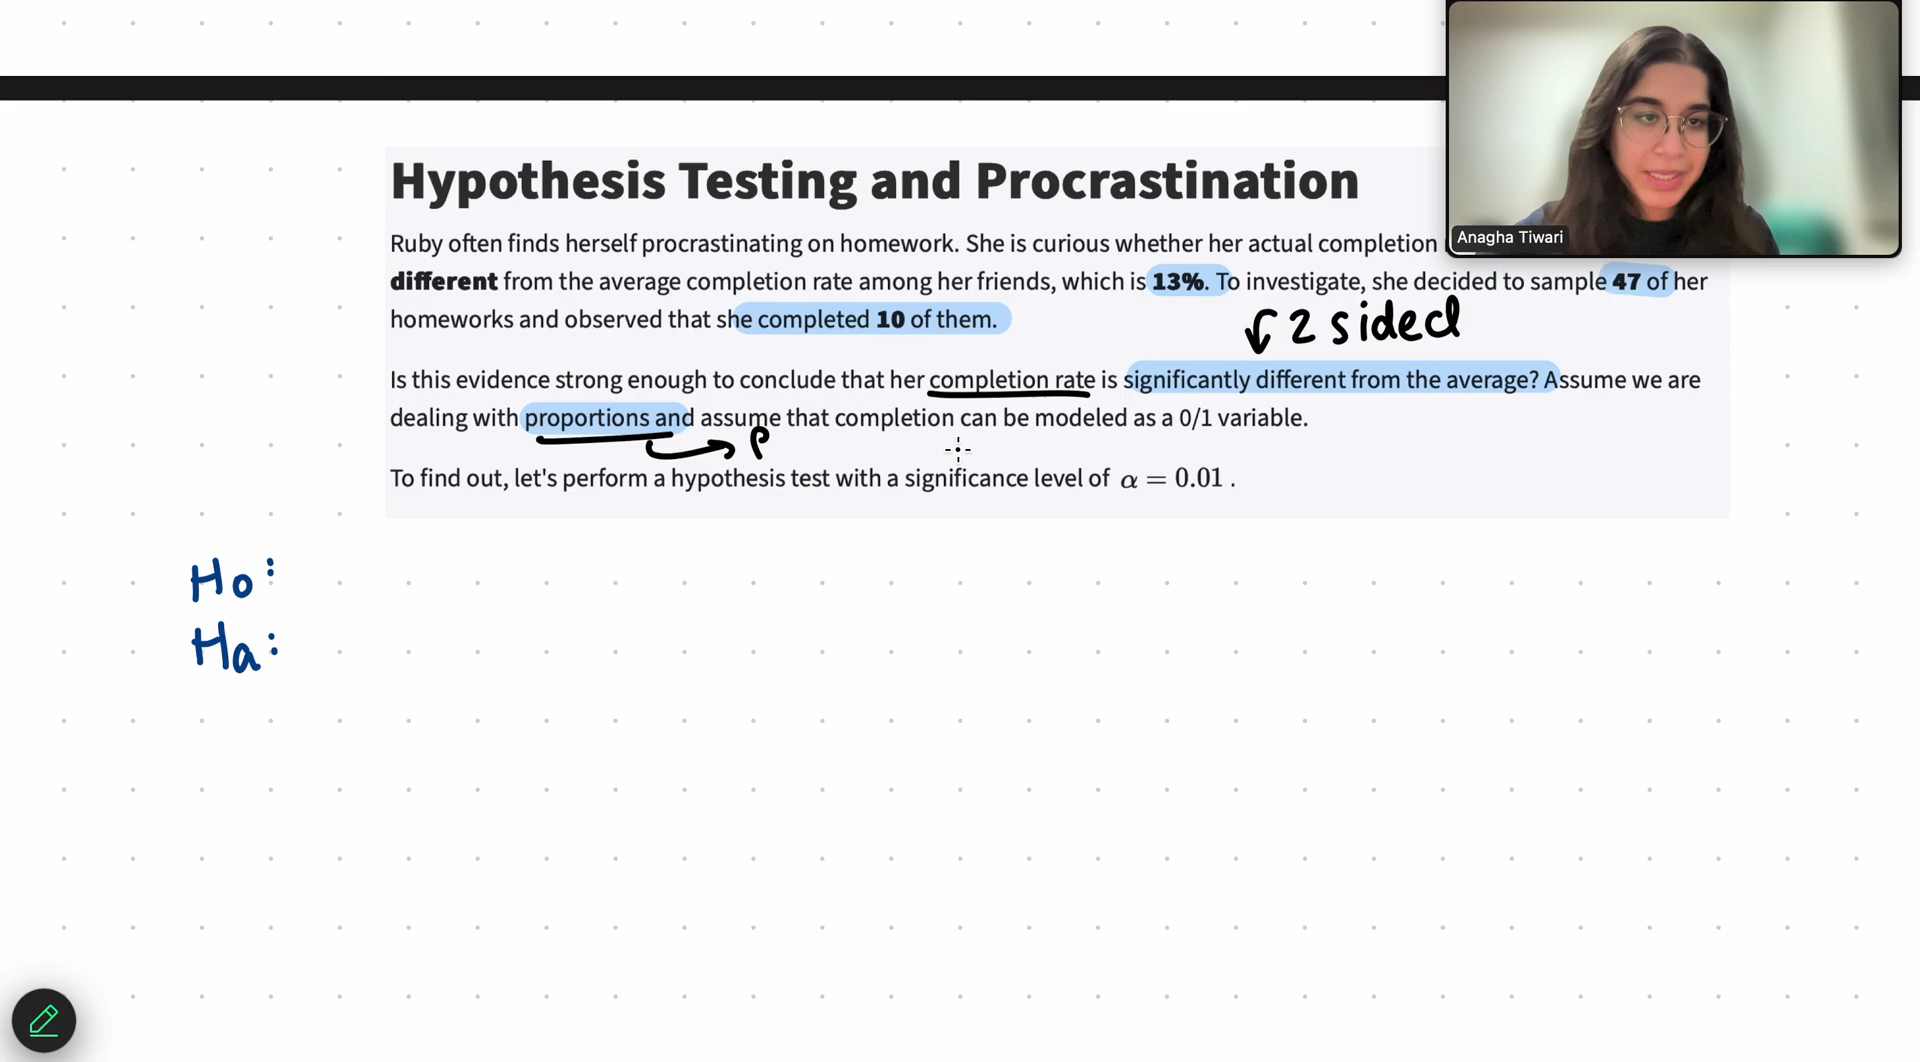 Hypothesis Testing and Procrastination
Ruby often finds herself procrastinating on homework. She is curious whether her actual completion
different from the average completion rate among her friends, which is 13%. To investigate, she decided to sample 47 of her
homeworks and observed that she completed 10 of them.
2 sided
Is this evidence strong enough to conclude that her completion rate is significantly different from the average? Assume we are
dealing with proportions and assume that completion can be modeled as a 0/1 variable.
p
To find out, let's perform a hypothesis test with a significance level of α = 0.01 .
Ho:
Ha:
Anagha Tiwari